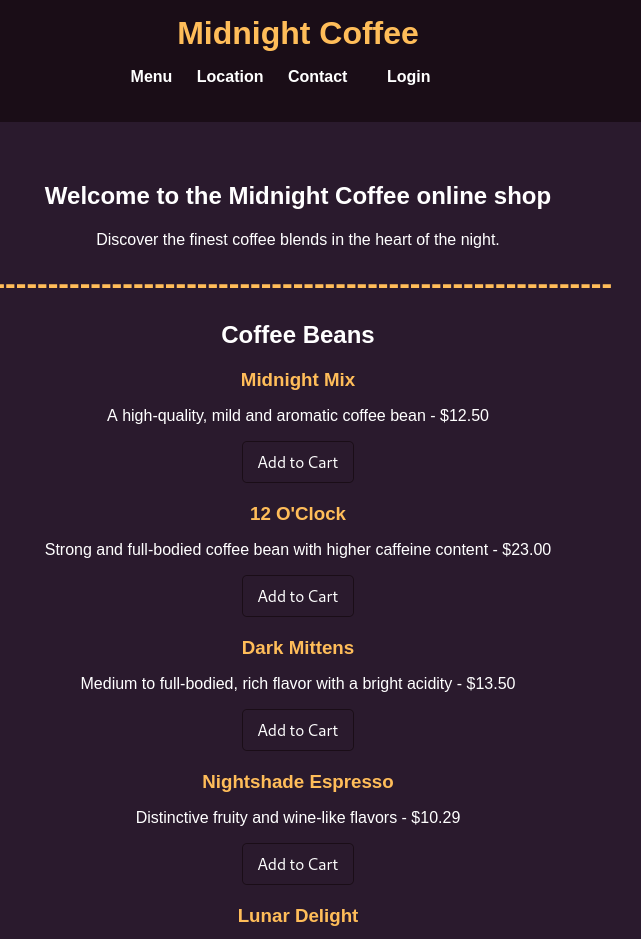 Midnight Coffee
Menu Location Contact Login
Welcome to the Midnight Coffee online shop
Discover the finest coffee blends in the heart of the night.
Coffee Beans
Midnight Mix
A high-quality, mild and aromatic coffee bean - $12.50
Add to Cart
12 O'Clock
Strong and full-bodied coffee bean with higher caffeine content - $23.00
Add to Cart
Dark Mittens
Medium to full-bodied, rich flavor with a bright acidity - $13.50
Add to Cart
Nightshade Espresso
Distinctive fruity and wine-like flavors - $10.29
Add to Cart
Lunar Delight